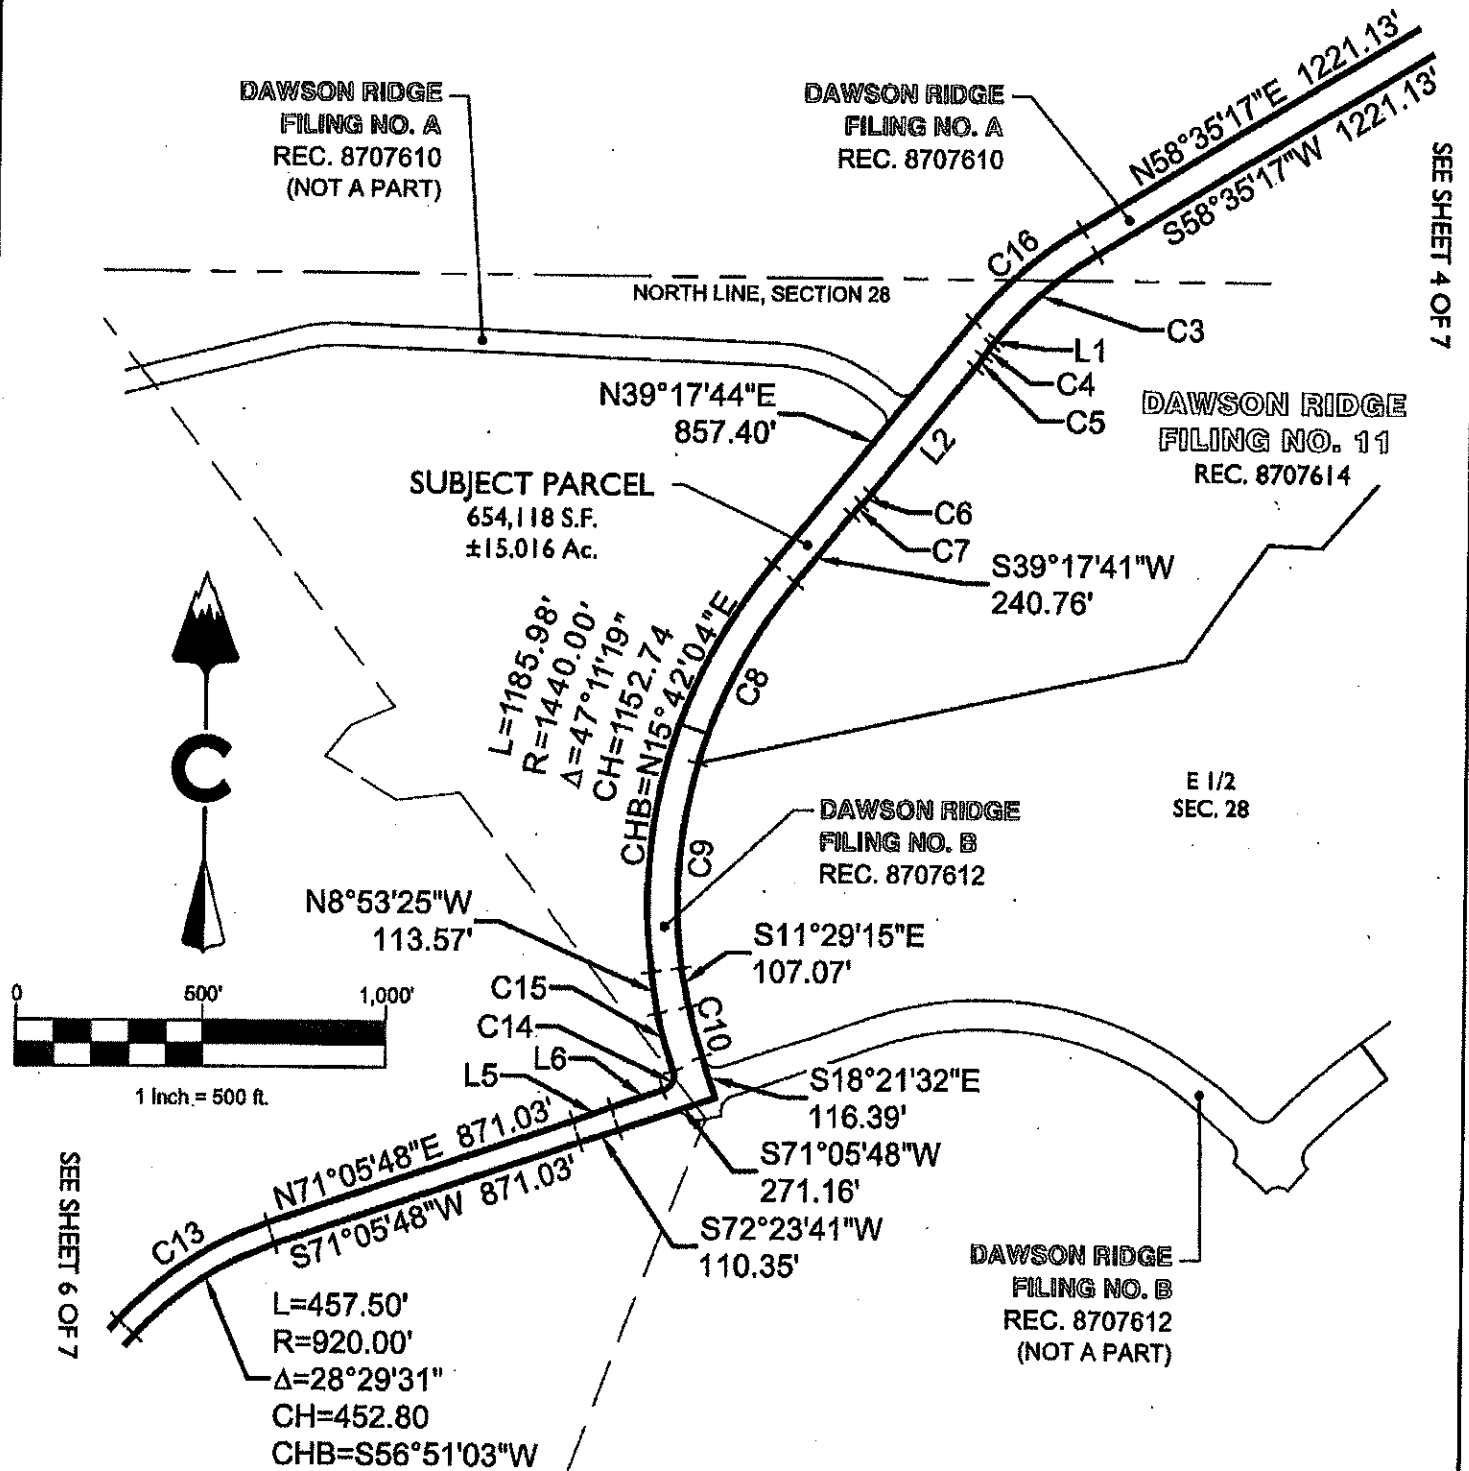 DAWSON RIDGE
FILING NO. A
REC. 8707610
(NOT A PART)
DAWSON RIDGE
FILING NO. A
REC. 8707610
N58°35'17"E 1221.13'
S58°35'17"W 1221.13'
SEE SHEET 4 OF 7
C16
NORTH LINE, SECTION 28
C3
L1
C4
C5
N39°17'44"E
857.40'
L2
DAWSON RIDGE
FILING NO. 11
REC. 8707614
SUBJECT PARCEL
654,118 S.F.
±15.016 Ac.
C6
C7
S39°17'41"W
240.76'
L=1185.98'
R=1440.00'
Δ=47°11'19"
CH=1152.74
CHB=N15°42'04"E
C8
C
E 1/2
SEC. 28
DAWSON RIDGE
FILING NO. B
REC. 8707612
C9
N8°53'25"W
113.57'
S11°29'15"E
107.07'
0 500' 1,000'
1 Inch = 500 ft.
C15
C14
C10
L6
L5
S18°21'32"E
116.39'
N71°05'48"E 871.03'
S71°05'48"W 871.03'
S71°05'48"W
271.16'
S72°23'41"W
110.35'
SEE SHEET 6 OF 7
C13
L=457.50'
R=920.00'
Δ=28°29'31"
CH=452.80
CHB=S56°51'03"W
DAWSON RIDGE
FILING NO. B
REC. 8707612
(NOT A PART)